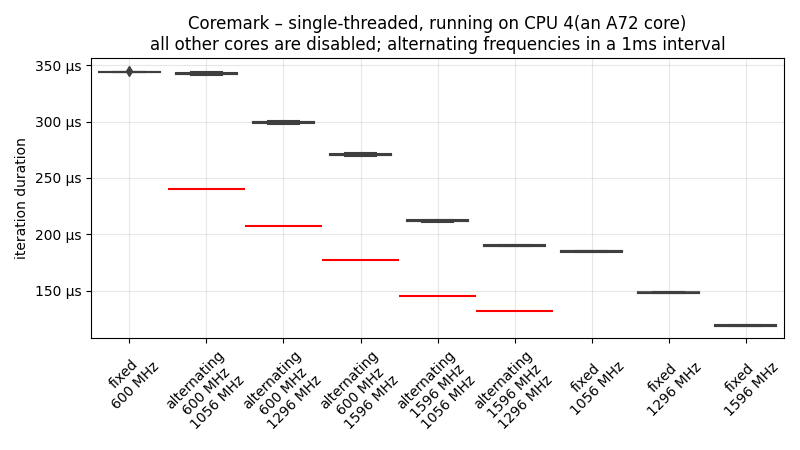 Coremark – single-threaded, running on CPU 4(an A72 core)
all other cores are disabled; alternating frequencies in a 1ms interval
iteration duration
350 µs
300 µs
250 µs
200 µs
150 µs
fixed
600 MHz
alternating
600 MHz
1056 MHz
alternating
600 MHz
1296 MHz
alternating
600 MHz
1596 MHz
alternating
1596 MHz
1056 MHz
alternating
1596 MHz
1296 MHz
fixed
1056 MHz
fixed
1296 MHz
fixed
1596 MHz